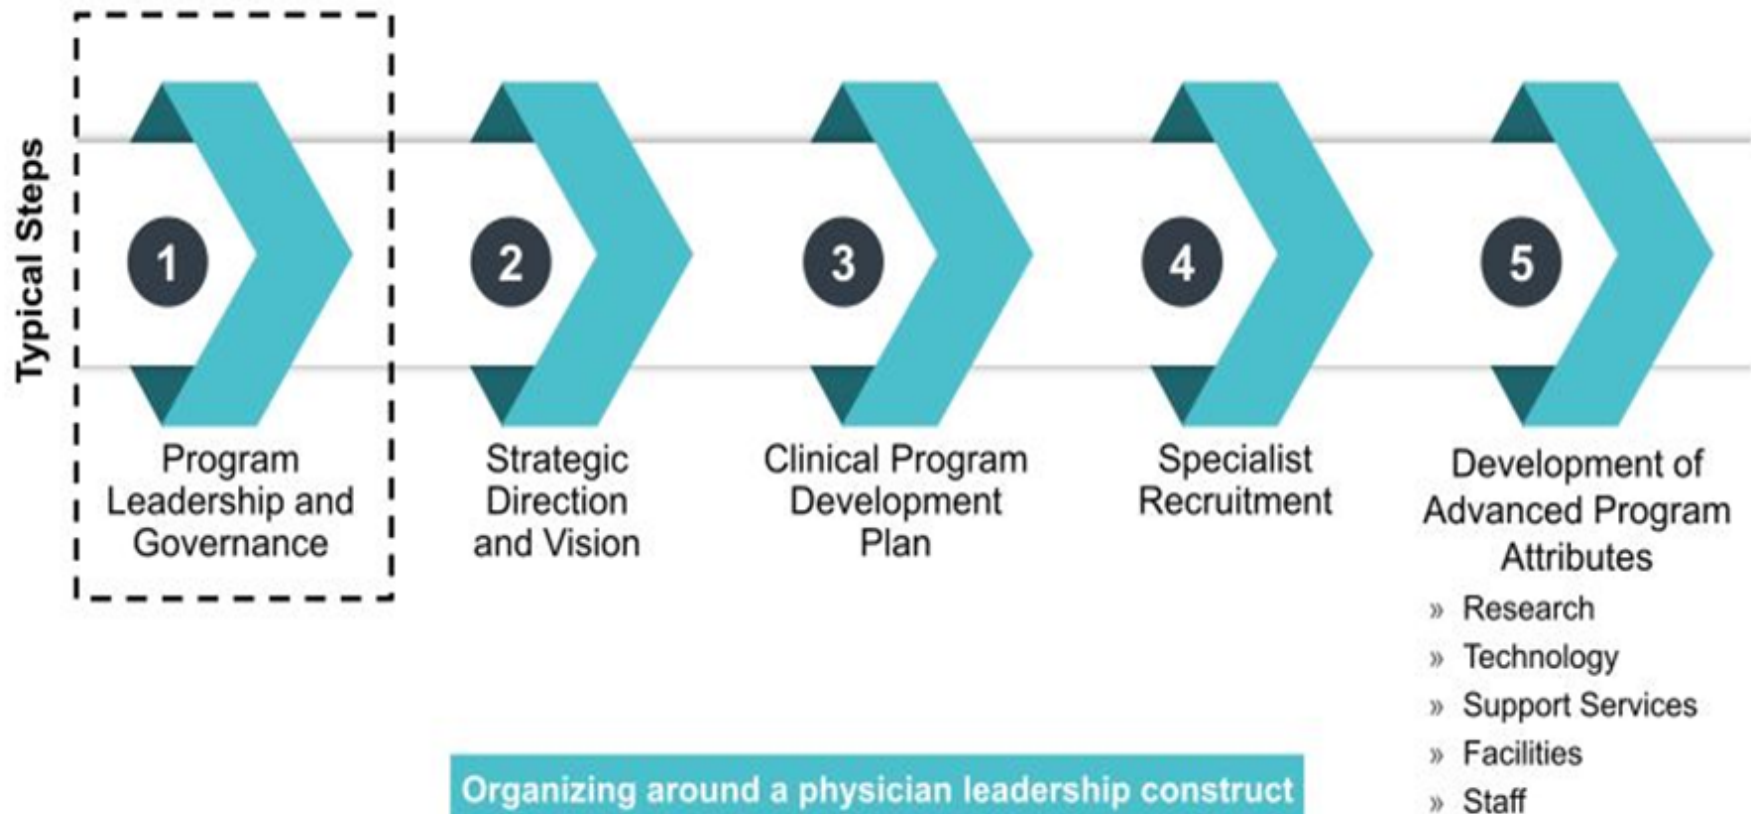 Typical Steps
1
Program
Leadership and
Governance
2
Strategic
Direction
and Vision
3
Clinical Program
Development
Plan
4
Specialist
Recruitment
5
Development of
Advanced Program
Attributes
» Research
» Technology
» Support Services
» Facilities
» Staff
Organizing around a physician leadership construct